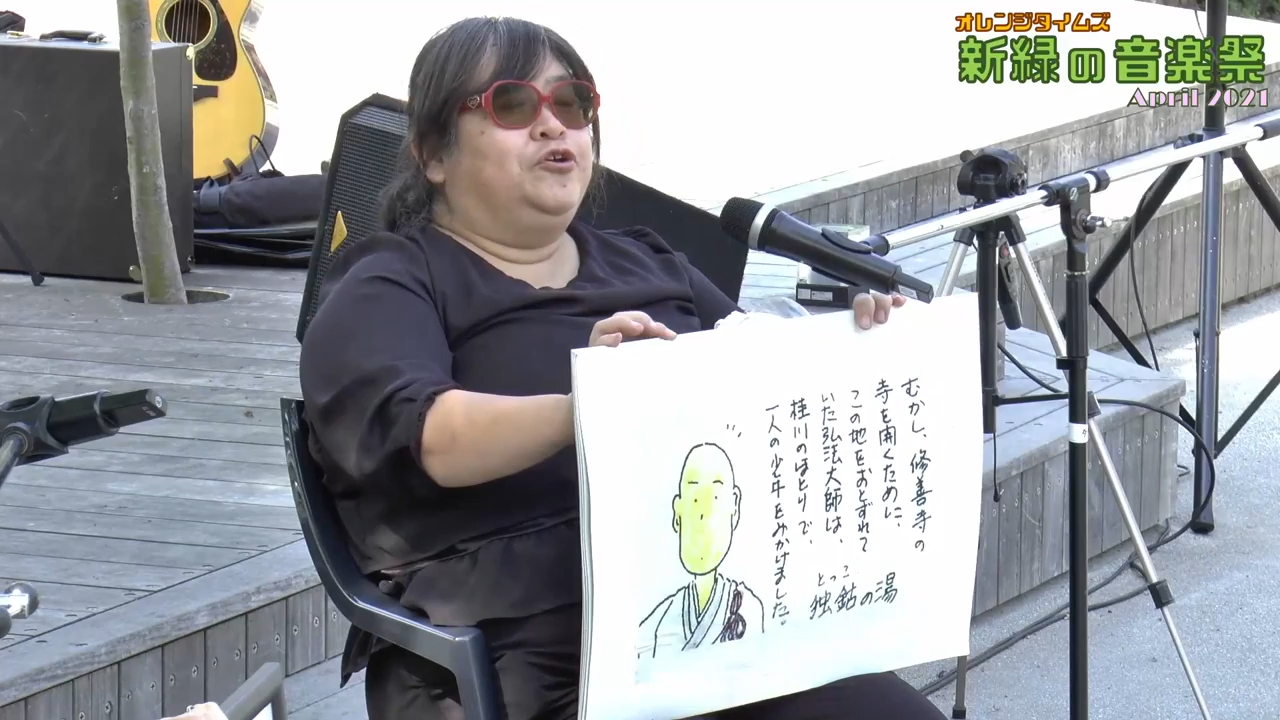 オレンジタイムズ
新緑の音楽祭
April 2021
むかし、修善寺の
寺を開くために、
この地をおとずれて
いた弘法大師は、
桂川のほとりで、
一人の少年をみかけました。
とっこ
独鈷の湯